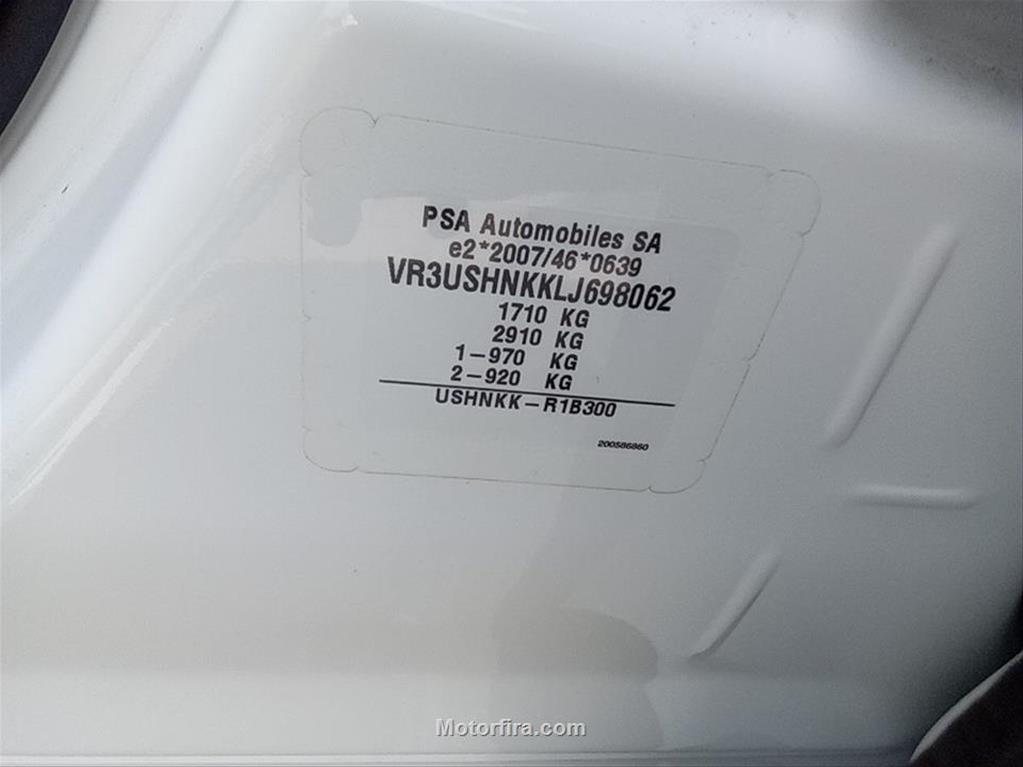 PSA Automobiles SA
e2*2007/46*0639
VR3USHNKKLJ698062
1710 KG
2910 KG
1-970 KG
2-920 KG
USHNKK-R1B300
200586860
Motorfira.com